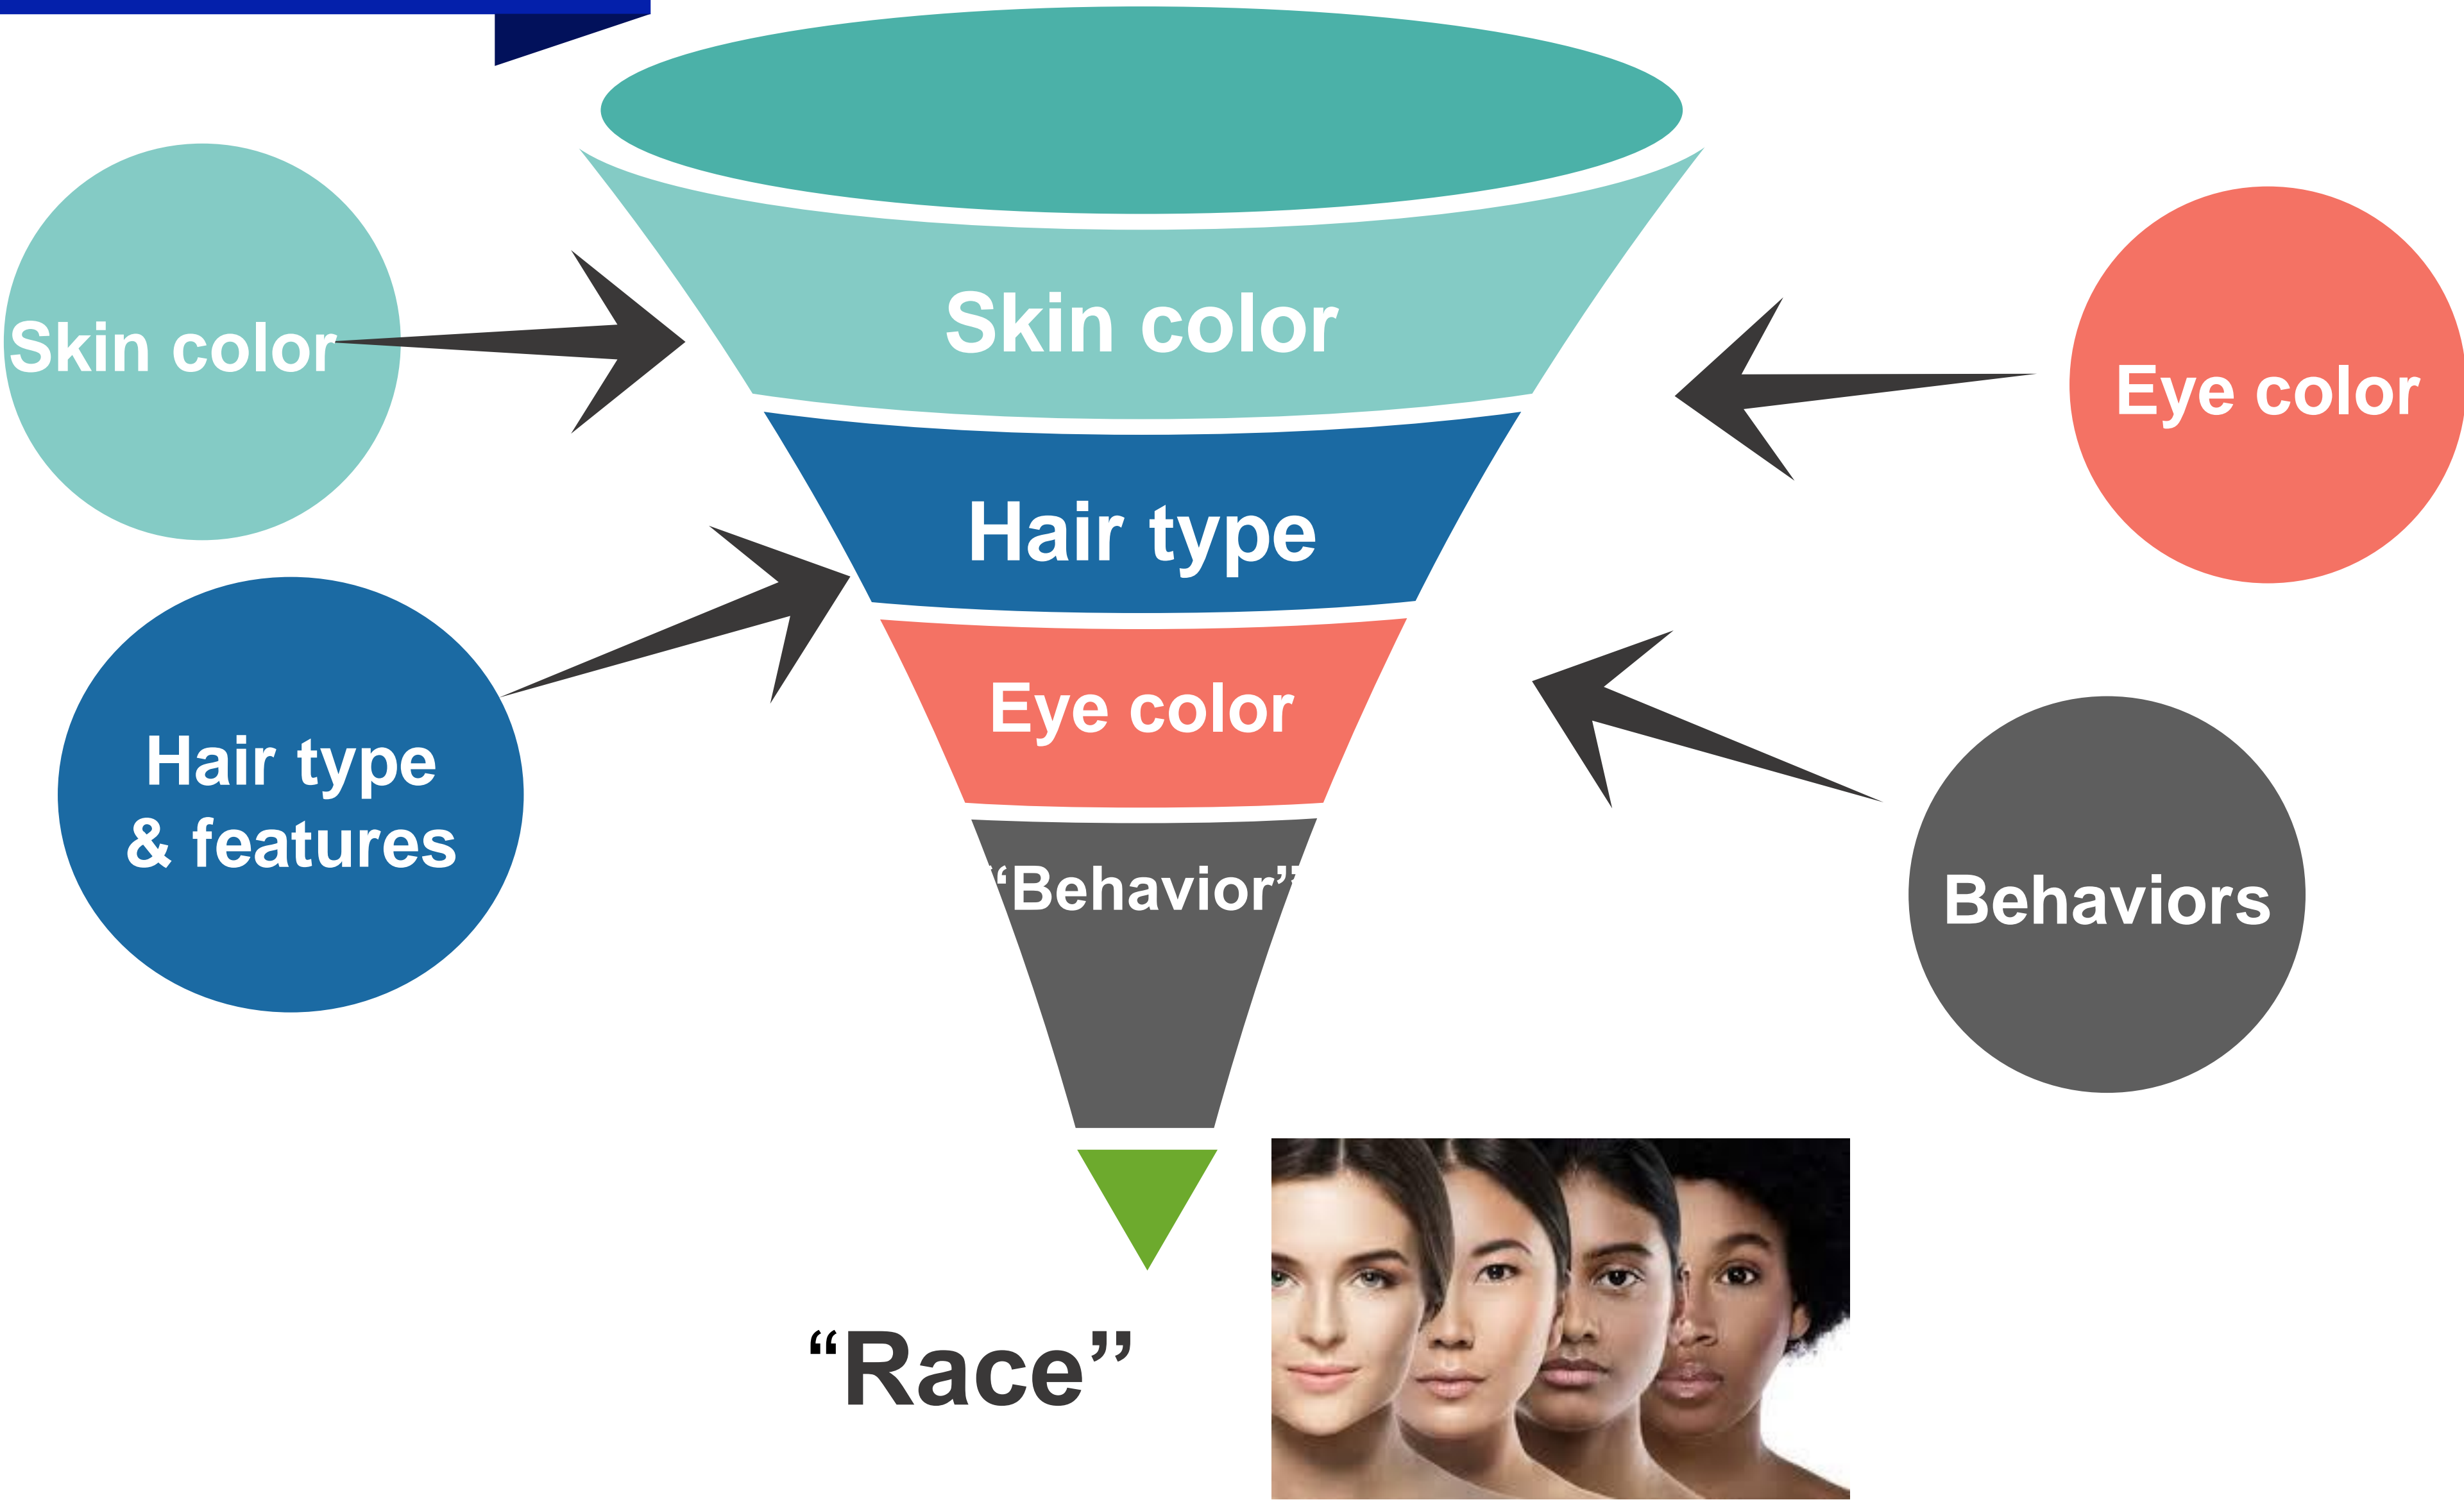 Skin color
Skin color
Eye color
Hair type
Hair type
& features
Eye color
“Behavior”
Behaviors
“Race”